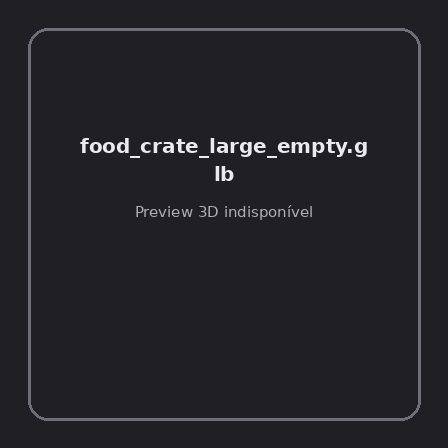 food_crate_large_empty.g
lb
Preview 3D indisponível